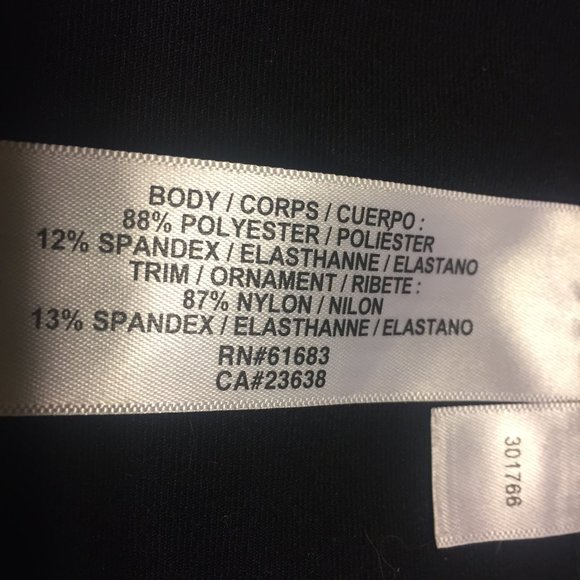 BODY / CORPS / CUERPO :
88% POLYESTER / POLIÉSTER
12% SPANDEX / ELASTHANNE / ELASTANO
TRIM / ORNAMENT / RIBETE :
87% NYLON / NILON
13% SPANDEX / ELASTHANNE / ELASTANO
RN#61683
CA#23638
301766